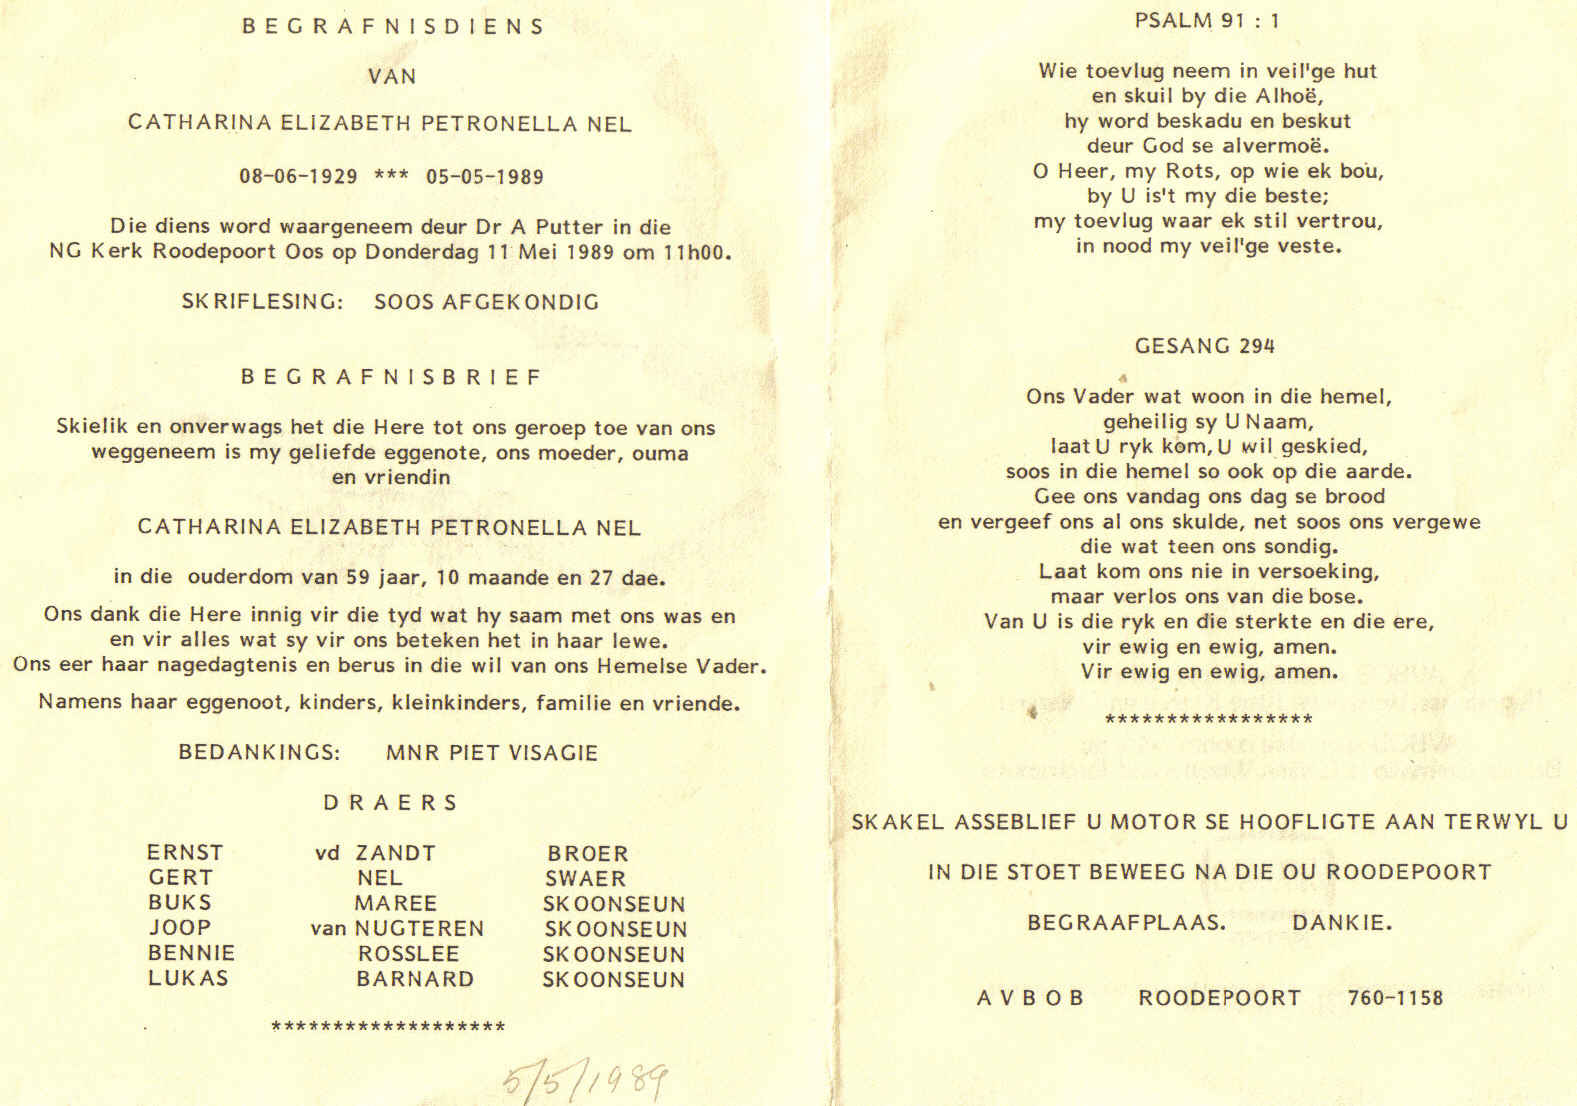 BEGRAFNISDIENS
VAN
CATHARINA ELIZABETH PETRONELLA NEL
08-06-1929 *** 05-05-1989
Die diens word waargeneem deur Dr A Putter in die
NG Kerk Roodepoort Oos op Donderdag 11 Mei 1989 om 11h00.
SKRIFLESING: SOOS AFGEKONDIG
BEGRAFNISBRIEF
Skielik en onverwags het die Here tot ons geroep toe van ons
weggeneem is my geliefde eggenote, ons moeder, ouma
en vriendin
CATHARINA ELIZABETH PETRONELLA NEL
in die ouderdom van 59 jaar, 10 maande en 27 dae.
Ons dank die Here innig vir die tyd wat hy saam met ons was en
en vir alles wat sy vir ons beteken het in haar lewe.
Ons eer haar nagedagtenis en berus in die wil van ons Hemelse Vader.
Namens haar eggenoot, kinders, kleinkinders, familie en vriende.
BEDANKINGS: MNR PIET VISAGIE
DRAERS
ERNST vd ZANDT BROER
GERT NEL SWAER
BUKS MAREE SKOONSEUN
JOOP van NUGTEREN SKOONSEUN
BENNIE ROSSLEE SKOONSEUN
LUKAS BARNARD SKOONSEUN
*******************
5/5/1989
PSALM 91 : 1
Wie toevlug neem in veil'ge hut
en skuil by die Alhoë,
hy word beskadu en beskut
deur God se alvermoë.
O Heer, my Rots, op wie ek bou,
by U is't my die beste;
my toevlug waar ek stil vertrou,
in nood my veil'ge veste.
GESANG 294
Ons Vader wat woon in die hemel,
geheilig sy U Naam,
laat U ryk kom, U wil geskied,
soos in die hemel so ook op die aarde.
Gee ons vandag ons dag se brood
en vergeef ons al ons skulde, net soos ons vergewe
die wat teen ons sondig.
Laat kom ons nie in versoeking,
maar verlos ons van die bose.
Van U is die ryk en die sterkte en die ere,
vir ewig en ewig, amen.
Vir ewig en ewig, amen.
*****************
SKAKEL ASSEBLIEF U MOTOR SE HOOFLIGTE AAN TERWYL U
IN DIE STOET BEWEEG NA DIE OU ROODEPOORT
BEGRAAFPLAAS. DANKIE.
AVBOB ROODEPOORT 760-1158